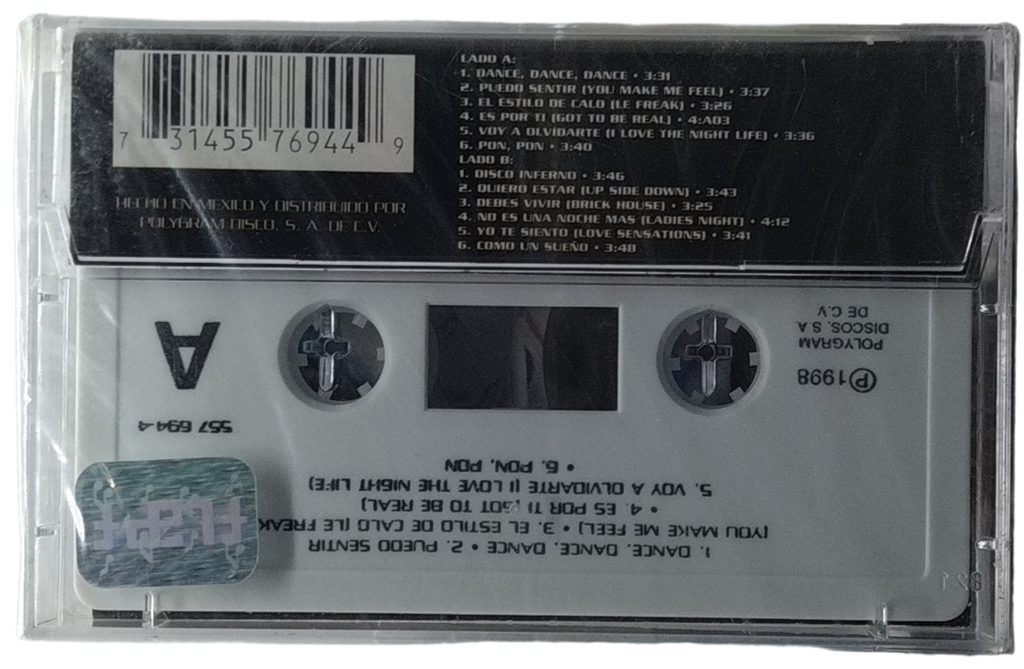 LADO A:
1. DANCE, DANCE, DANCE • 3:31
2. PUEDO SENTIR (YOU MAKE ME FEEL) • 3:37
3. EL ESTILO DE CALO (LE FREAK) • 3:26
4. ES POR TI (GOT TO BE REAL) • 4:A03
5. VOY A OLVIDARTE (I LOVE THE NIGHT LIFE) • 3:36
6. PON, PON • 3:40
LADO B:
1. DISCO INFERNO • 3:46
2. QUIERO ESTAR (UP SIDE DOWN) • 3:43
3. DEBES VIVIR (BRICK HOUSE) • 3:25
4. NO ES UNA NOCHE MAS (LADIES NIGHT) • 4:12
5. YO TE SIENTO (LOVE SENSATIONS) • 3:41
6. COMO UN SUEÑO • 3:48
7 31455 76944 9
HECHO EN MEXICO Y DISTRIBUIDO POR
POLYGRAM DISCO, S. A. DE C.V.
1. DANCE, DANCE, DANCE • 2. PUEDO SENTIR
(YOU MAKE ME FEEL) • 3. EL ESTILO DE CALO (LE FREAK
• 4. ES POR TI (GOT TO BE REAL)
5. VOY A OLVIDARTE (I LOVE THE NIGHT LIFE)
• 6. PON, PON
557 694-4
A
℗1998
POLYGRAM
DISCOS, S A
DE C.V